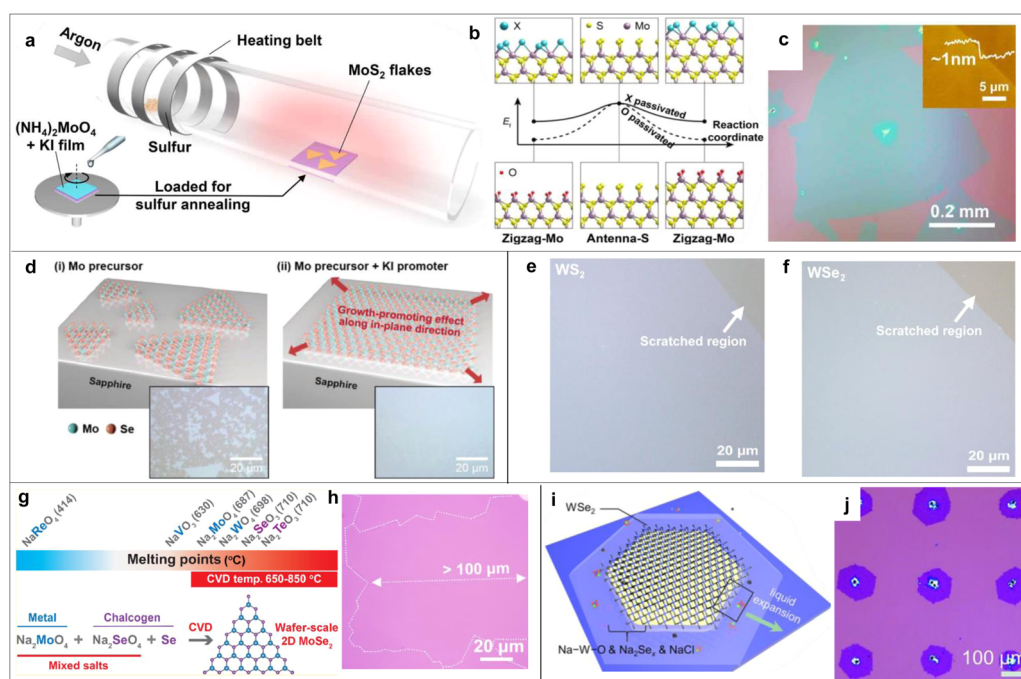 a
Argon
Heating belt
MoS₂ flakes
(NH₄)₂MoO₄
+ KI film
Sulfur
Loaded for
sulfur annealing
b
X
S
Mo
E_f
X passivated
O passivated
Reaction
coordinate
O
Zigzag-Mo
Antenna-S
Zigzag-Mo
c
~1nm
5 µm
0.2 mm
d
(i) Mo precursor
(ii) Mo precursor + KI promoter
Growth-promoting effect
along in-plane direction
Sapphire
Sapphire
Mo
Se
20 µm
20 µm
e
WS₂
Scratched region
20 µm
f
WSe₂
Scratched region
20 µm
g
NaReO₄ (414)
NaVO₃ (630)
Na₂MoO₄ (687)
Na₂WO₄ (698)
Na₂SeO₃ (710)
Na₂TeO₃ (710)
Melting points (°C)
CVD temp. 650-850 °C
Metal
Chalcogen
Na₂MoO₄ + Na₂SeO₄ + Se
Mixed salts
CVD
Wafer-scale
2D MoSe₂
h
> 100 µm
20 µm
i
WSe₂
liquid
expansion
Na–W–O & Na₂Seₓ & NaCl
j
100 µm